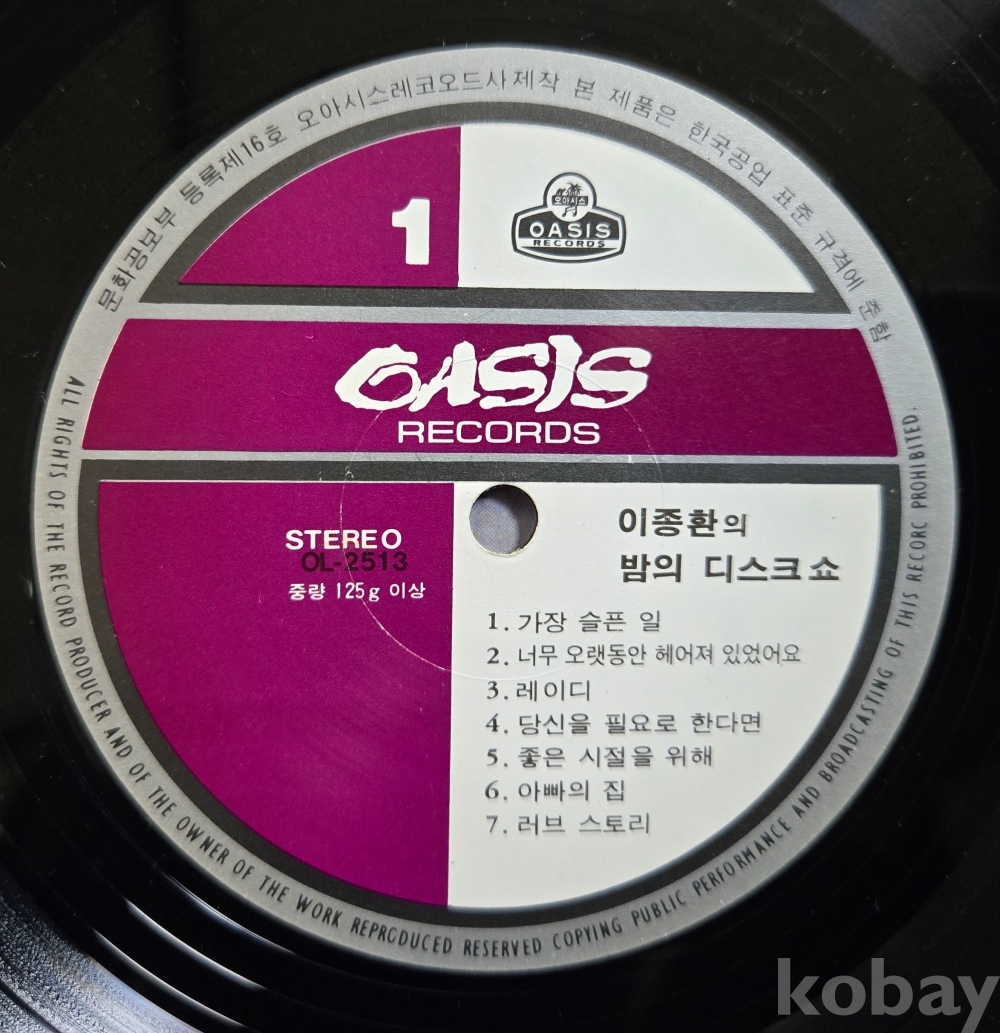 문화공보부 등록제16호 오아시스레코오드사제작 본 제품은 한국공업 표준 규격에 준함
1
오아시스
OASIS
RECORDS
OASIS
RECORDS
STEREO
OL-2513
중량 125g 이상
이종환의
밤의 디스크쇼
1. 가장 슬픈 일
2. 너무 오랫동안 헤어져 있었어요
3. 레이디
4. 당신을 필요로 한다면
5. 좋은 시절을 위해
6. 아빠의 집
7. 러브 스토리
ALL RIGHTS OF THE RECORD PRODUCER AND OF THE OWNER OF THE WORK REPRCDUCED RESERVED COPYING PUBLIC PERFORMANCE AND BROADCASTING OF THIS RECORC PROHIBITED.
kobay